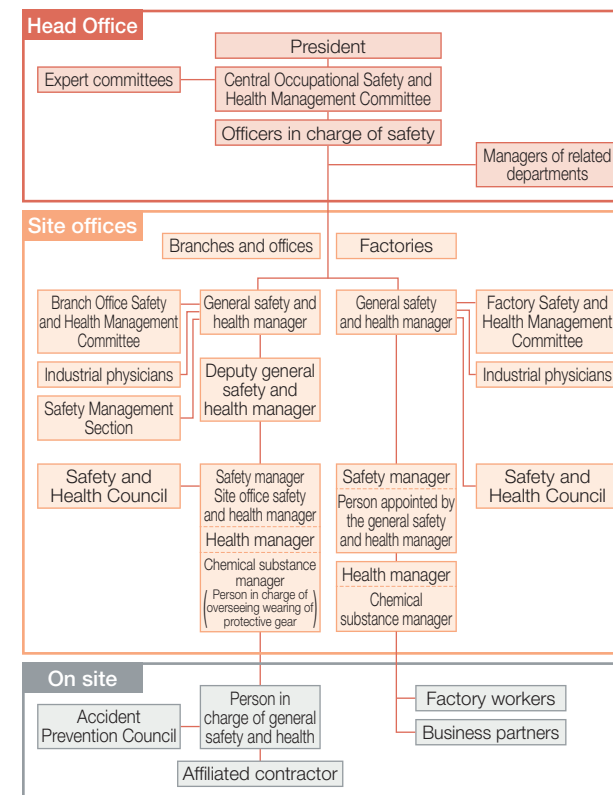 Head Office
President
Expert committees
Central Occupational Safety and
Health Management Committee
Officers in charge of safety
Managers of related
departments
Site offices
Branches and offices
Factories
Branch Office Safety
and Health Management
Committee
General safety and
health manager
General safety
and health manager
Factory Safety and
Health Management
Committee
Industrial physicians
Deputy general
safety and
health manager
Industrial physicians
Safety Management
Section
Safety and
Health Council
Safety manager
Site office safety
and health manager
Health manager
Chemical substance
manager
(Person in charge of
overseeing wearing of
protective gear)
Safety manager
Person appointed by
the general safety
and health manager
Health manager
Chemical
substance manager
Safety and
Health Council
On site
Accident
Prevention Council
Person in
charge of general
safety and health
Affiliated contractor
Factory workers
Business partners